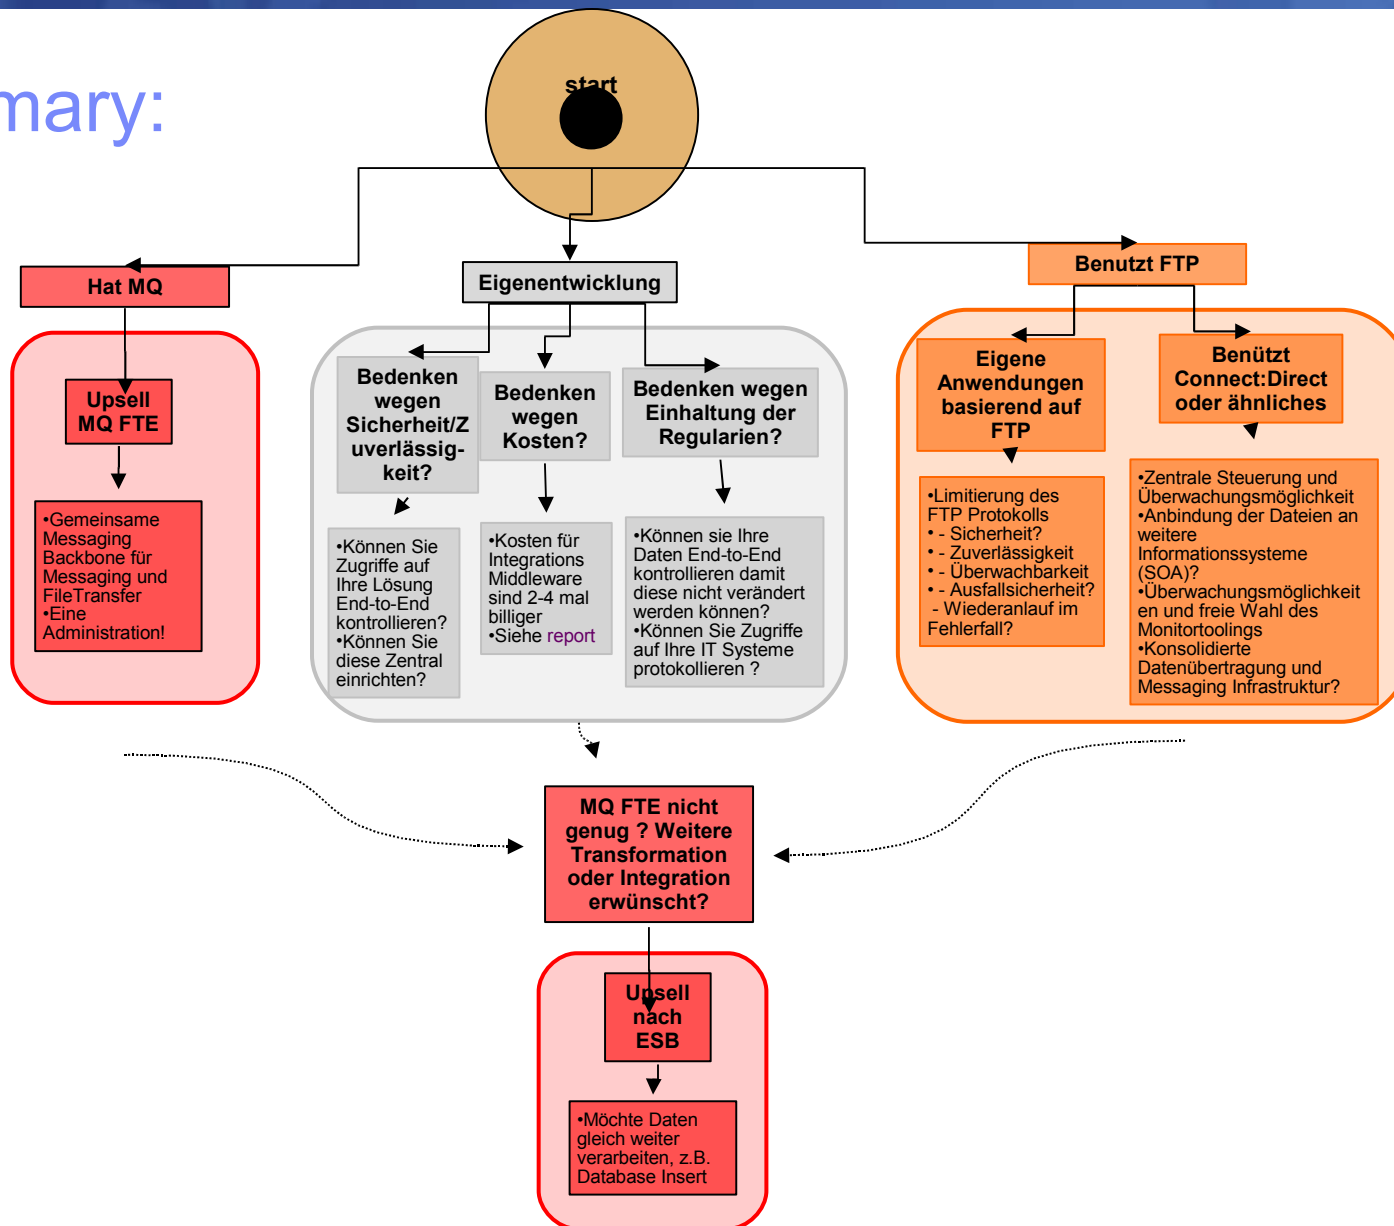 mary:
start
Hat MQ
Upsell
MQ FTE
•Gemeinsame
Messaging
Backbone für
Messaging und
FileTransfer
•Eine
Administration!
Eigenentwicklung
Bedenken
wegen
Sicherheit/Z
uverlässig-
keit?
•Können Sie
Zugriffe auf
Ihre Lösung
End-to-End
kontrollieren?
•Können Sie
diese Zentral
einrichten?
Bedenken
wegen
Kosten?
•Kosten für
Integrations
Middleware
sind 2-4 mal
billiger
•Siehe report
Bedenken wegen
Einhaltung der
Regularien?
•Können sie Ihre
Daten End-to-End
kontrollieren damit
diese nicht verändert
werden können?
•Können Sie Zugriffe
auf Ihre IT Systeme
protokollieren ?
Benutzt FTP
Eigene
Anwendungen
basierend auf
FTP
•Limitierung des
FTP Protokolls
• - Sicherheit?
• - Zuverlässigkeit
• - Überwachbarkeit
• - Ausfallsicherheit?
- Wiederanlauf im
Fehlerfall?
Benützt
Connect:Direct
oder ähnliches
•Zentrale Steuerung und
Überwachungsmöglichkeit
•Anbindung der Dateien an
weitere
Informationssysteme
(SOA)?
•Überwachungsmöglichkeit
en und freie Wahl des
Monitortoolings
•Konsolidierte
Datenübertragung und
Messaging Infrastruktur?
MQ FTE nicht
genug ? Weitere
Transformation
oder Integration
erwünscht?
Upsell
nach
ESB
•Möchte Daten
gleich weiter
verarbeiten, z.B.
Database Insert